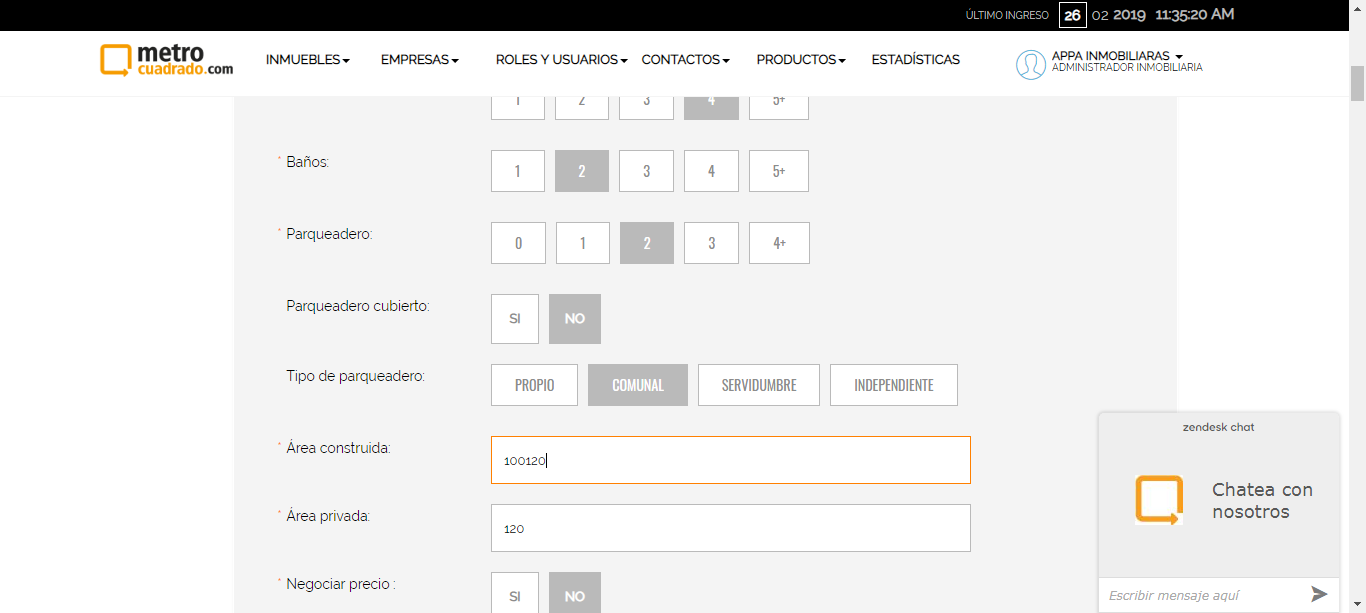 ÚLTIMO INGRESO 26 02 2019 11:35:20 AM
metro
cuadrado.com
INMUEBLES EMPRESAS ROLES Y USUARIOS CONTACTOS PRODUCTOS ESTADÍSTICAS
APPA INMOBILIARAS
ADMINISTRADOR INMOBILIARIA
1 2 3 4 5+
* Baños: 1 2 3 4 5+
* Parqueadero: 0 1 2 3 4+
Parqueadero cubierto: SI NO
Tipo de parqueadero: PROPIO COMUNAL SERVIDUMBRE INDEPENDIENTE
* Área construida: 100120
* Área privada: 120
* Negociar precio : SI NO
zendesk chat
Chatea con
nosotros
Escribir mensaje aquí